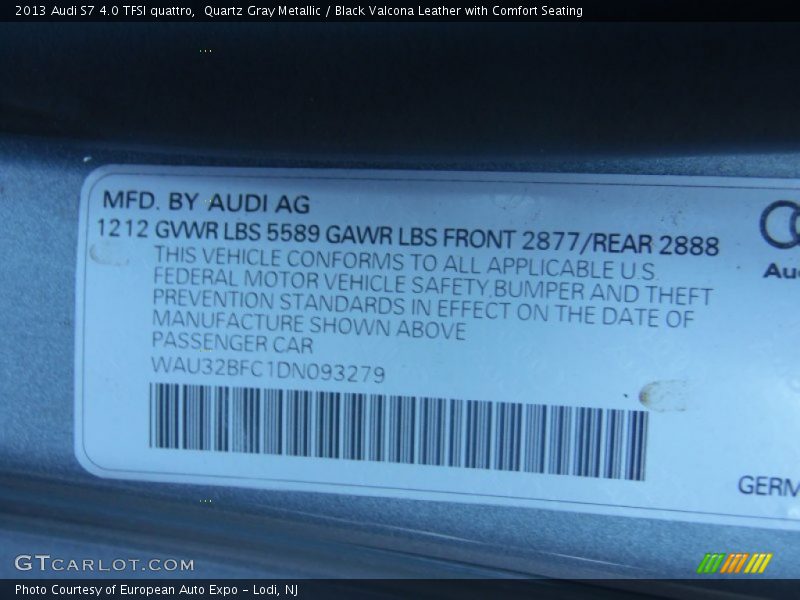 2013 Audi S7 4.0 TFSI quattro,  Quartz Gray Metallic / Black Valcona Leather with Comfort Seating
MFD. BY AUDI AG
1212 GVWR LBS 5589 GAWR LBS FRONT 2877/REAR 2888
THIS VEHICLE CONFORMS TO ALL APPLICABLE U.S.
FEDERAL MOTOR VEHICLE SAFETY,BUMPER AND THEFT
PREVENTION STANDARDS IN EFFECT ON THE DATE OF
MANUFACTURE SHOWN ABOVE
PASSENGER CAR
WAU32BFC1DN093279
Au
GERM
GTCARLOT.COM
Photo Courtesy of European Auto Expo - Lodi, NJ